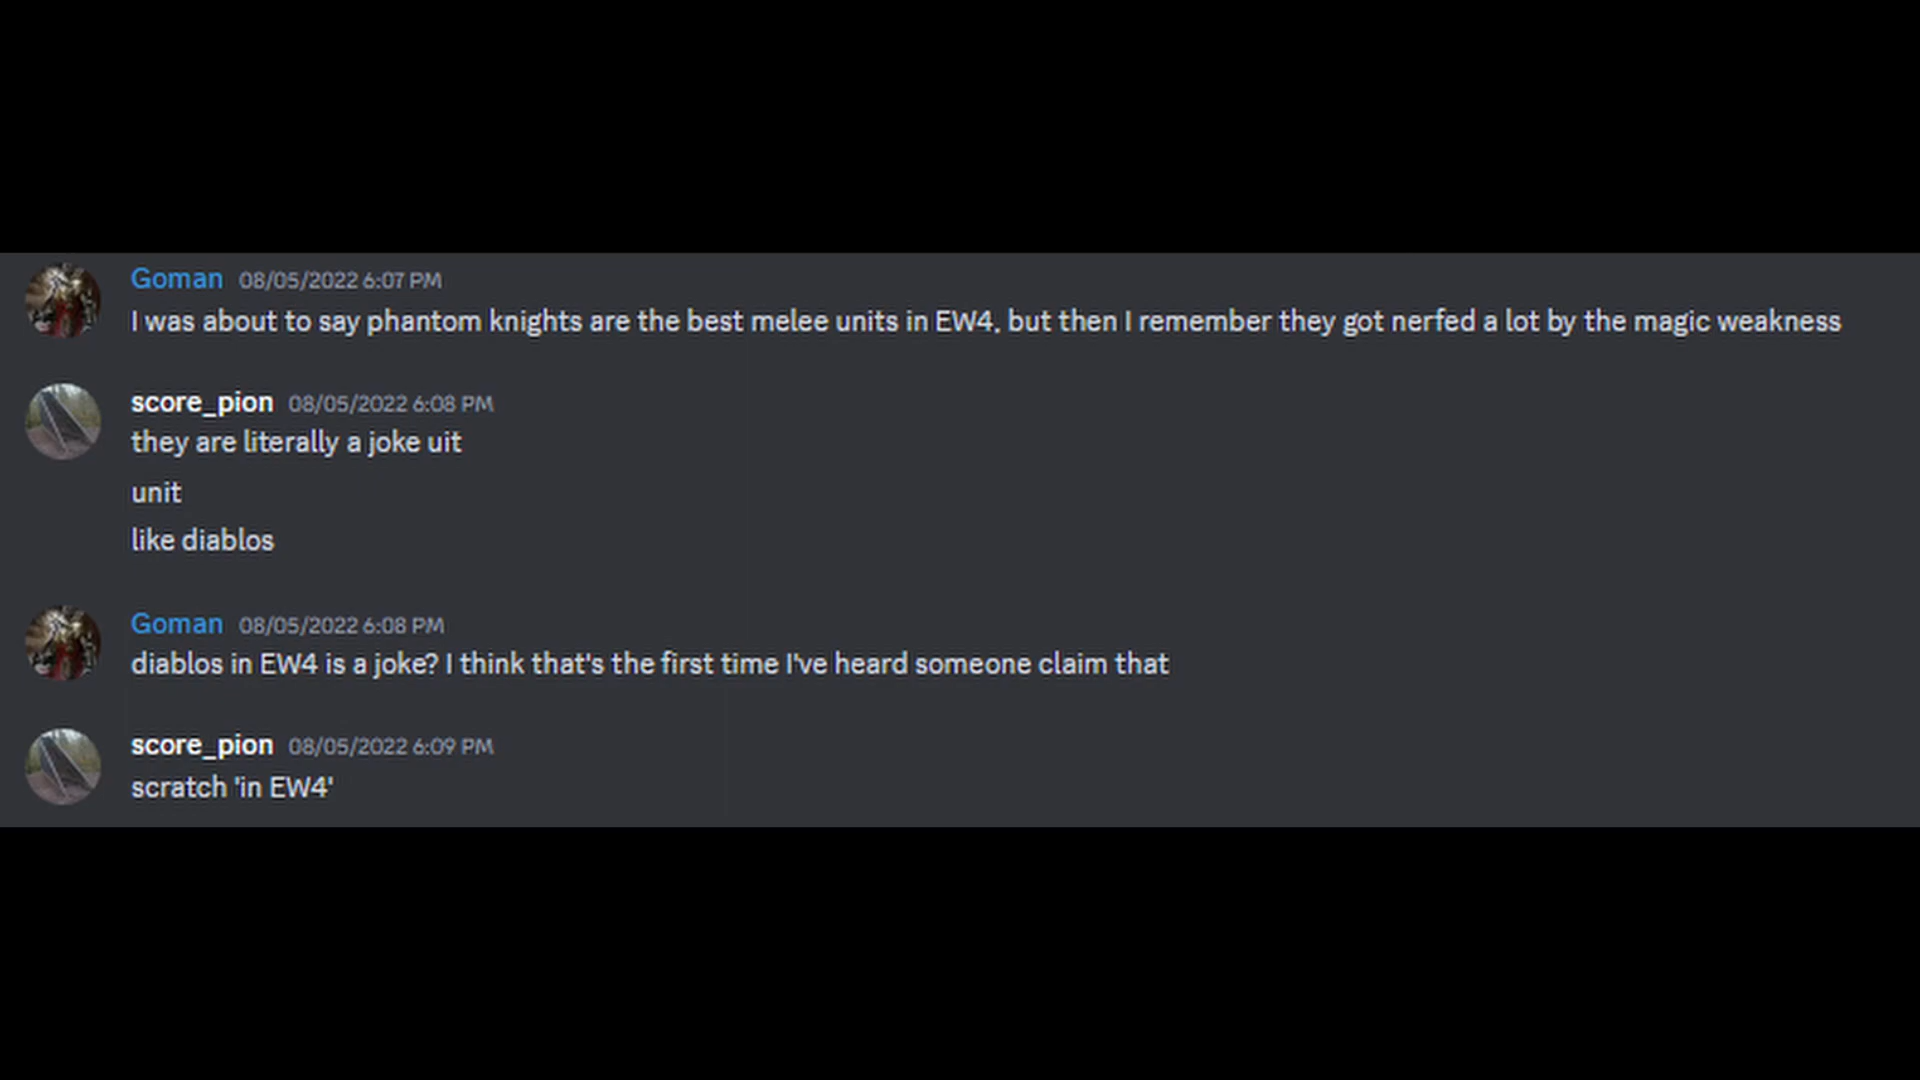 Goman 08/05/2022 6:07 PM
I was about to say phantom knights are the best melee units in EW4, but then I remember they got nerfed a lot by the magic weakness
score_pion 08/05/2022 6:08 PM
they are literally a joke uit
unit
like diablos
Goman 08/05/2022 6:08 PM
diablos in EW4 is a joke? I think that's the first time I've heard someone claim that
score_pion 08/05/2022 6:09 PM
scratch 'in EW4'